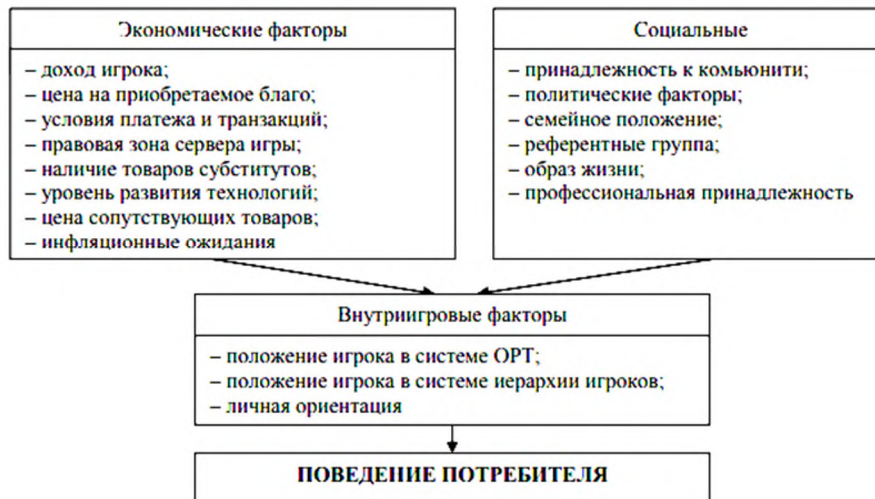 Экономические факторы
– доход игрока;
– цена на приобретаемое благо;
– условия платежа и транзакций;
– правовая зона сервера игры;
– наличие товаров субститутов;
– уровень развития технологий;
– цена сопутствующих товаров;
– инфляционные ожидания
Социальные
– принадлежность к комьюнити;
– политические факторы;
– семейное положение;
– референтные группа;
– образ жизни;
– профессиональная принадлежность
Внутриигровые факторы
– положение игрока в системе ОРТ;
– положение игрока в системе иерархии игроков;
– личная ориентация
ПОВЕДЕНИЕ ПОТРЕБИТЕЛЯ